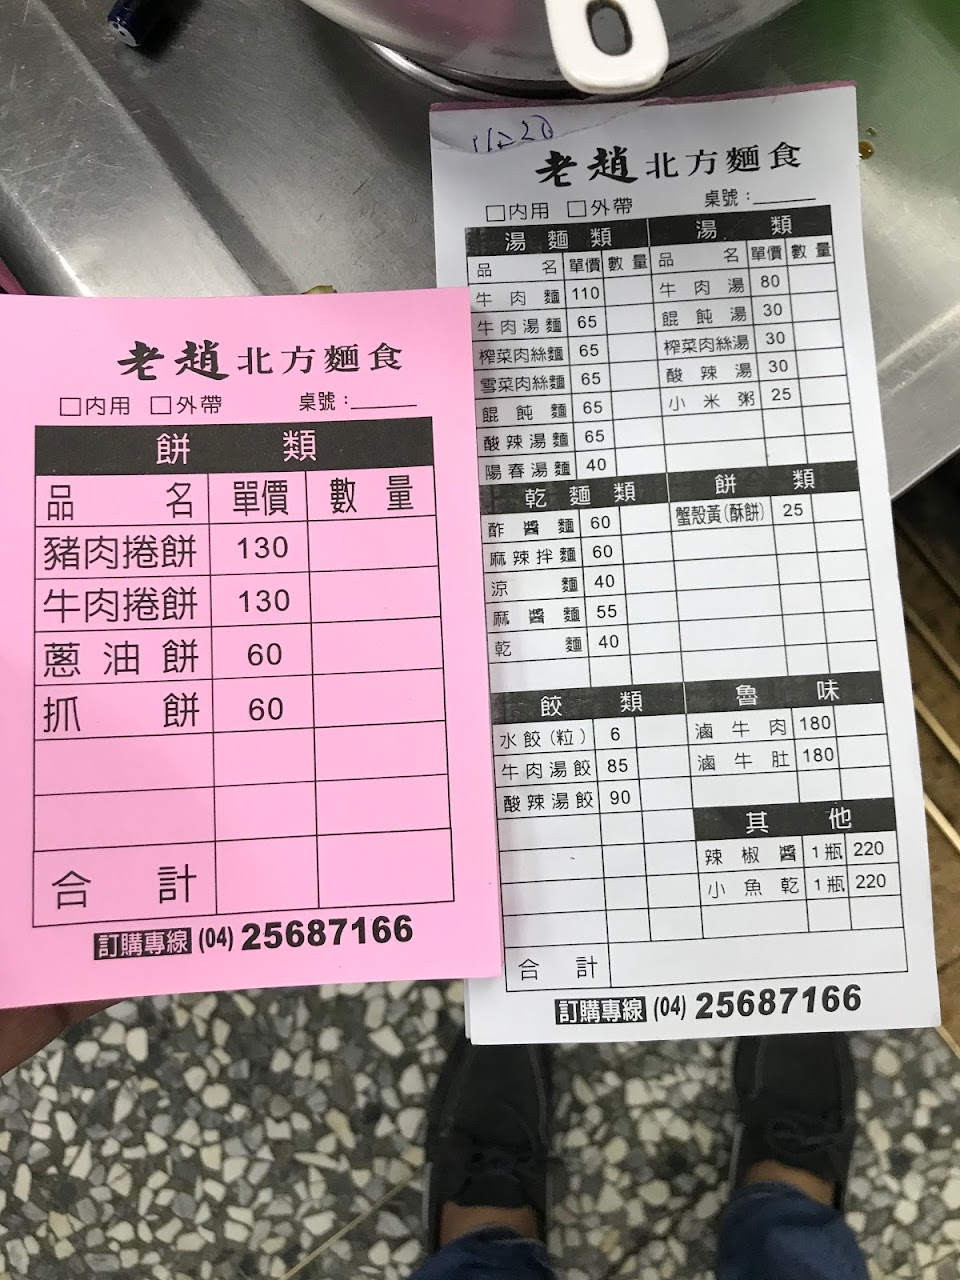 老趙北方麵食
□內用 □外帶 桌號：______
餅類
品名 單價 數量
豬肉捲餅 130
牛肉捲餅 130
蔥油餅 60
抓餅 60
合計
訂購專線 (04) 25687166
老趙北方麵食
□內用 □外帶 桌號：______
湯麵類
品名 單價 數量
牛肉麵 110
牛肉湯麵 65
榨菜肉絲麵 65
雪菜肉絲麵 65
餛飩麵 65
酸辣湯麵 65
陽春湯麵 40
湯類
品名 單價 數量
牛肉湯 80
餛飩湯 30
榨菜肉絲湯 30
酸辣湯 30
小米粥 25
乾麵類
酢醬麵 60
麻辣拌麵 60
涼麵 40
麻醬麵 55
乾麵 40
餅類
蟹殼黃(酥餅) 25
餃類
水餃(粒) 6
牛肉湯餃 85
酸辣湯餃 90
魯味
滷牛肉 180
滷牛肚 180
其他
辣椒醬 1瓶 220
小魚乾 1瓶 220
合計
訂購專線 (04) 25687166